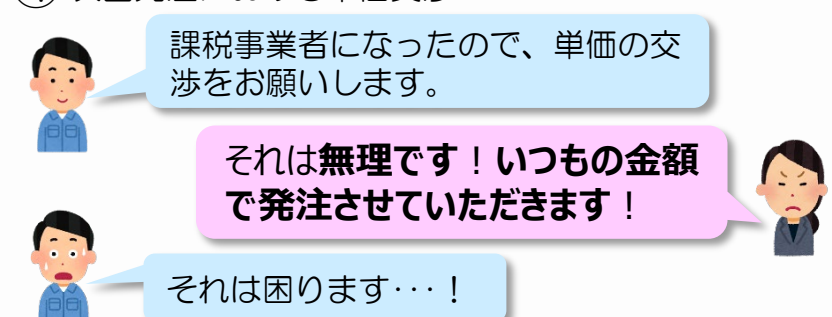 課税事業者になったので、単価の交
渉をお願いします。
それは無理です！いつもの金額
で発注させていただきます！
それは困ります･･･！